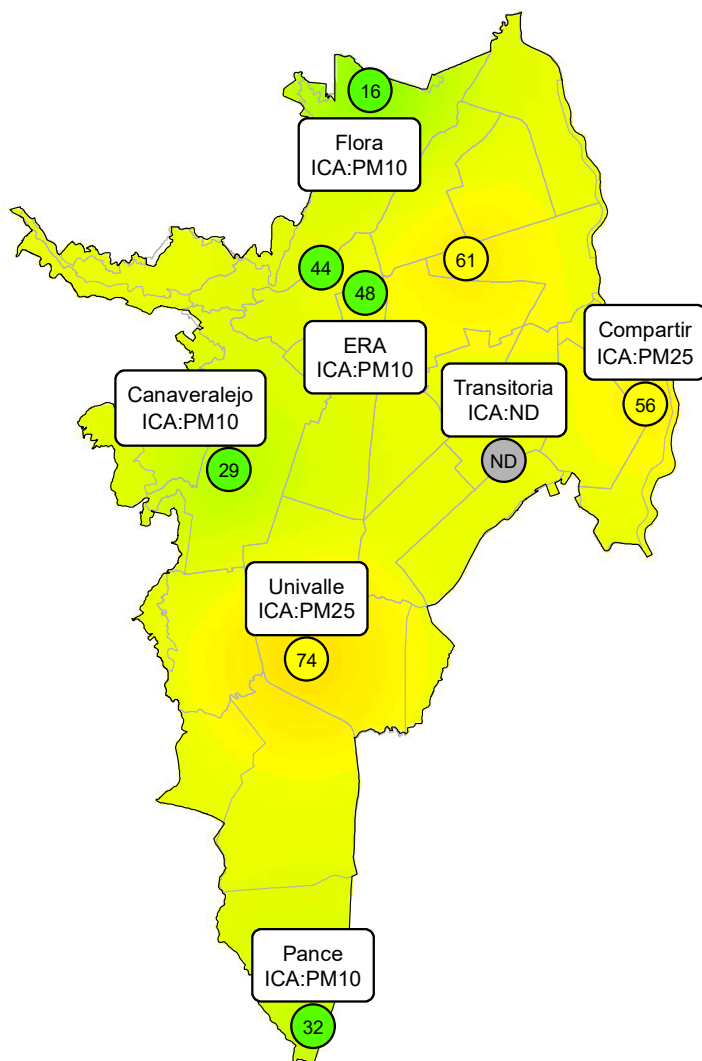 16
Flora
ICA:PM10
44
61
48
ERA
ICA:PM10
Compartir
ICA:PM25
56
Canaveralejo
ICA:PM10
29
Transitoria
ICA:ND
ND
Univalle
ICA:PM25
74
Pance
ICA:PM10
32